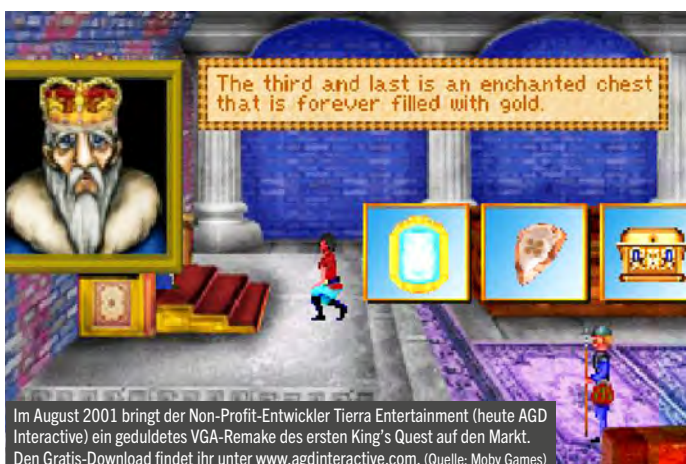 The third and last is an enchanted chest
that is forever filled with gold.
Im August 2001 bringt der Non-Profit-Entwickler Tierra Entertainment (heute AGD
Interactive) ein geduldetes VGA-Remake des ersten King's Quest auf den Markt.
Den Gratis-Download findet ihr unter www.agdinteractive.com. (Quelle: Moby Games)